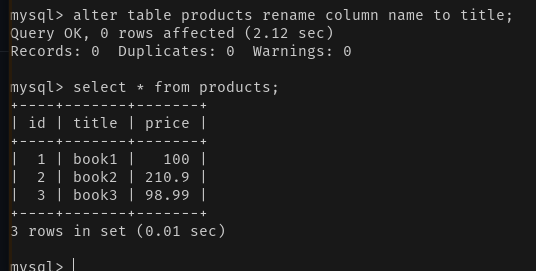 mysql> alter table products rename column name to title;
Query OK, 0 rows affected (2.12 sec)
Records: 0  Duplicates: 0  Warnings: 0

mysql> select * from products;
+----+-------+-------+
| id | title | price |
+----+-------+-------+
|  1 | book1 |   100 |
|  2 | book2 | 210.9 |
|  3 | book3 | 98.99 |
+----+-------+-------+
3 rows in set (0.01 sec)

mysql>